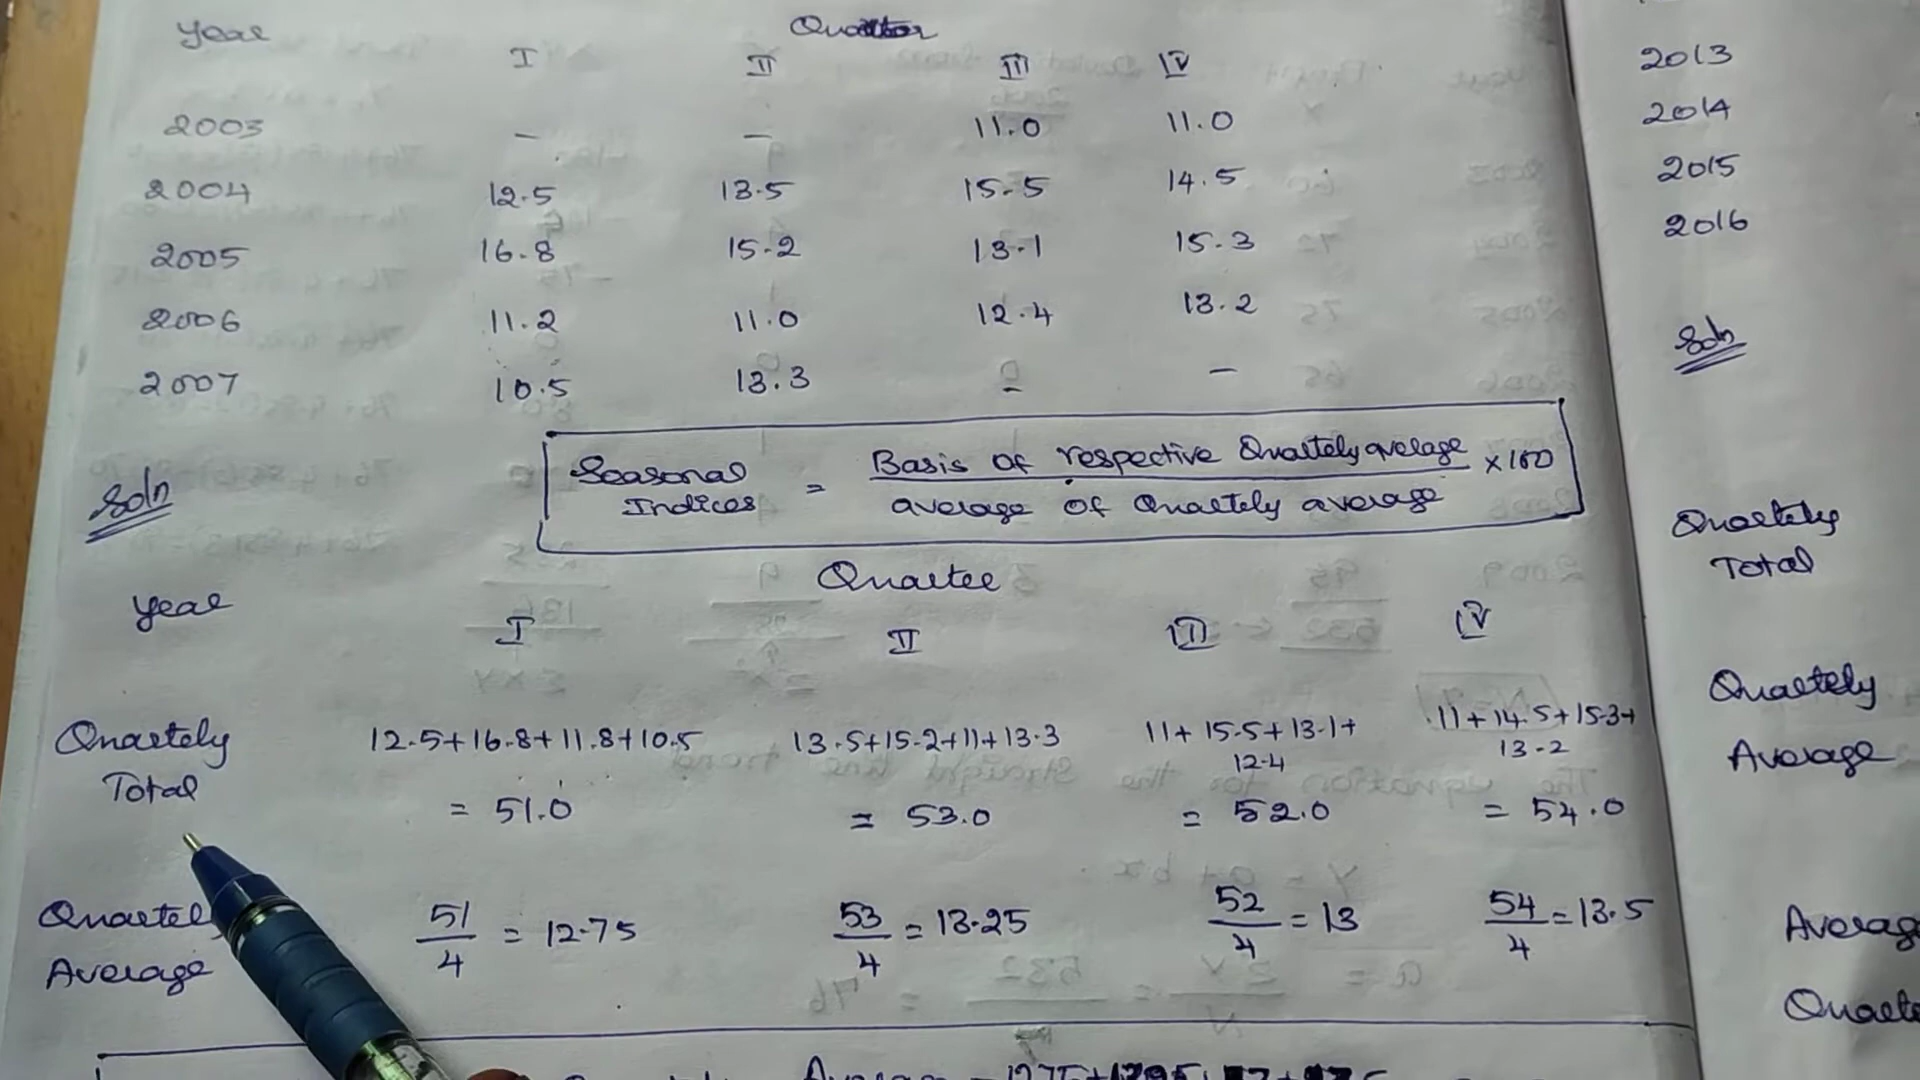 Year Quarter
I II III IV
2003 - - 11.0 11.0
2004 12.5 13.5 15.5 14.5
2005 16.8 15.2 13.1 15.3
2006 11.2 11.0 12.4 13.2
2007 10.5 13.3 - -
Soln
Seasonal Indices = Basis of respective Quartely average / average of Quartely average × 100
Quarter
Year I II III IV
Quartely Total 12.5+16.8+11.8+10.5 13.5+15.2+11+13.3 11+15.5+13.1+ 11+14.5+15.3+
12.4 13.2
= 51.0 = 53.0 = 52.0 = 54.0
Quartely Average 51/4 = 12.75 53/4 = 13.25 52/4 = 13 54/4 = 13.5
Average
2013
2014
2015
2016
Soln
Quartely
Total
Quartely
Average